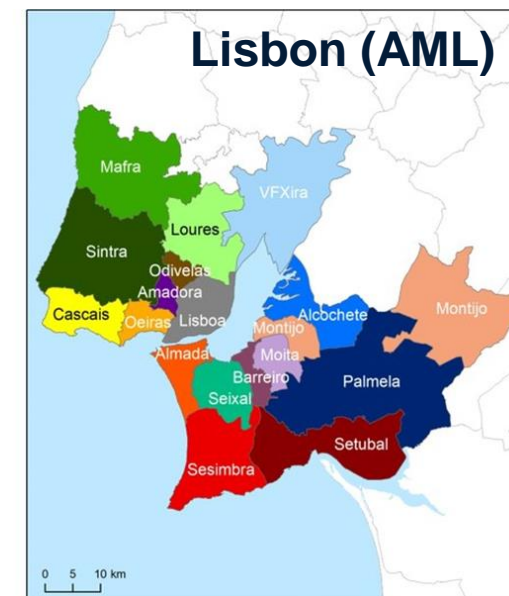 Lisbon (AML)
Mafra
VFXira
Loures
Sintra
Odivelas
Amadora
Cascais
Oeiras
Lisboa
Alcochete
Montijo
Montijo
Almada
Moita
Barreiro
Palmela
Seixal
Setubal
Sesimbra
0 5 10 km